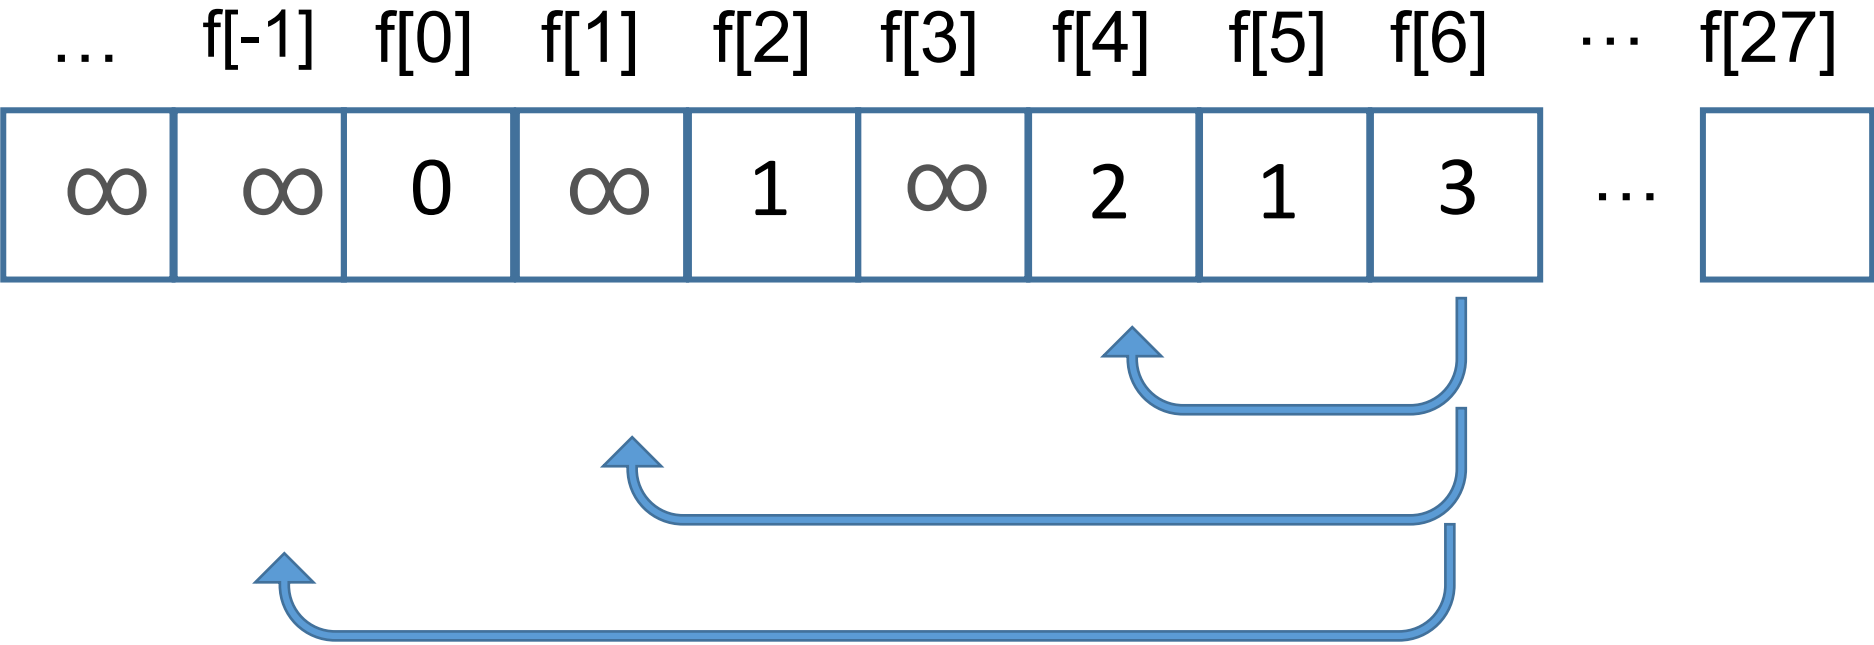 ... f[-1] f[0] f[1] f[2] f[3] f[4] f[5] f[6] ... f[27]
∞ ∞ 0 ∞ 1 ∞ 2 1 3 ...